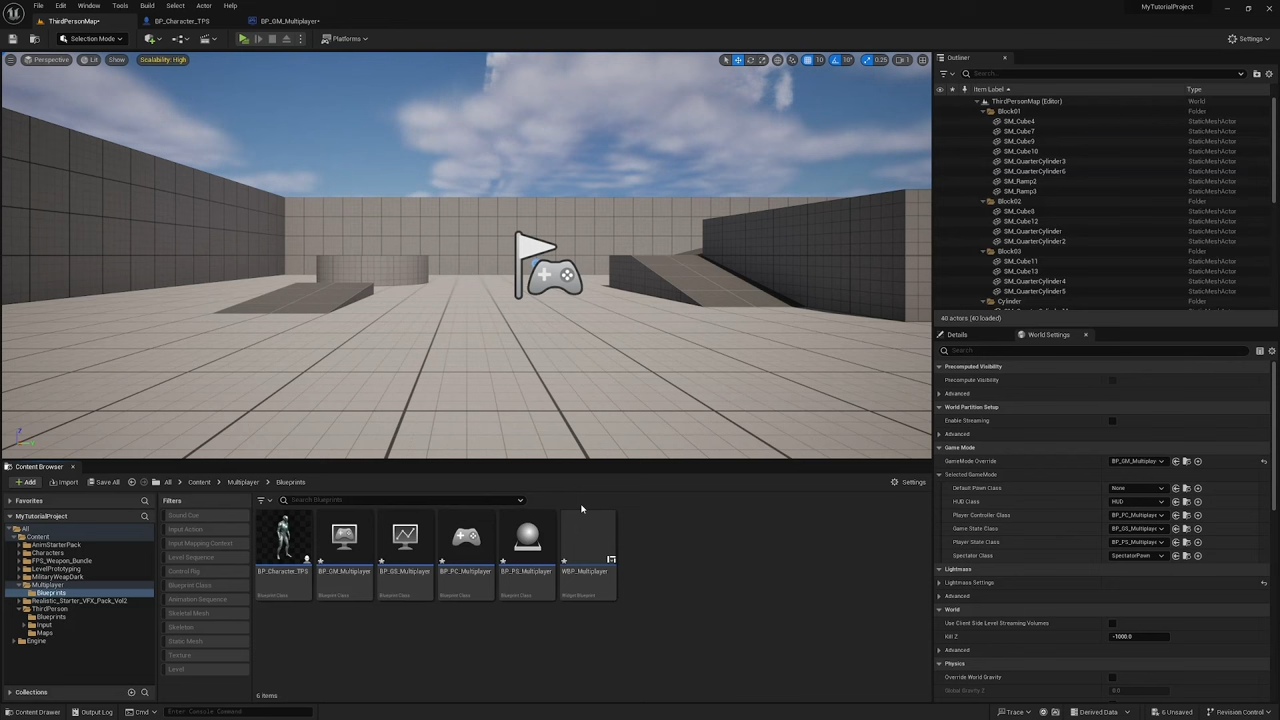 File Edit Window Tools Build Select Actor Help
MyTutorialProject
ThirdPersonMap•
BP_Character_TPS
BP_GM_Multiplayer•
Selection Mode
Platforms
Settings
Perspective Lit Show Scalability: High
10 10° 0.25 1
Outliner
Search...
Item Label Type
ThirdPersonMap (Editor) World
Block01 Folder
SM_Cube4 StaticMeshActor
SM_Cube7 StaticMeshActor
SM_Cube9 StaticMeshActor
SM_Cube10 StaticMeshActor
SM_QuarterCylinder3 StaticMeshActor
SM_QuarterCylinder6 StaticMeshActor
SM_Ramp2 StaticMeshActor
SM_Ramp3 StaticMeshActor
Block02 Folder
SM_Cube8 StaticMeshActor
SM_Cube12 StaticMeshActor
SM_QuarterCylinder StaticMeshActor
SM_QuarterCylinder2 StaticMeshActor
Block03 Folder
SM_Cube11 StaticMeshActor
SM_Cube13 StaticMeshActor
SM_QuarterCylinder4 StaticMeshActor
SM_QuarterCylinder5 StaticMeshActor
Cylinder Folder
40 actors (40 loaded)
Details World Settings
Search
Precomputed Visibility
Precompute Visibility
Advanced
World Partition Setup
Enable Streaming
Advanced
Game Mode
GameMode Override BP_GM_Multiplay
Selected GameMode
Default Pawn Class None
HUD Class HUD
Player Controller Class BP_PC_Multiplay
Game State Class BP_GS_Multiplay
Player State Class BP_PS_Multiplay
Spectator Class SpectatorPawn
Lightmass
Lightmass Settings
Advanced
World
Use Client Side Level Streaming Volumes
Kill Z -1000.0
Advanced
Physics
Override World Gravity
Global Gravity Z 0.0
Content Browser
Add Import Save All All Content Multiplayer Blueprints Settings
Favorites
MyTutorialProject
All
Content
AnimStarterPack
Characters
FPS_Weapon_Bundle
LevelPrototyping
MilitaryWeapDark
Multiplayer
Blueprints
Realistic_Starter_VFX_Pack_Vol2
ThirdPerson
Blueprints
Input
Maps
Engine
Collections
Filters
Sound Cue
Input Action
Input Mapping Context
Level Sequence
Control Rig
Blueprint Class
Animation Sequence
Skeletal Mesh
Skeleton
Static Mesh
Texture
Level
Search Blueprints
BP_Character_TPS BP_GM_Multiplayer BP_GS_Multiplayer BP_PC_Multiplayer BP_PS_Multiplayer WBP_Multiplayer
Blueprint Class Blueprint Class Blueprint Class Blueprint Class Blueprint Class Widget Blueprint
6 items
Content Drawer Output Log Cmd Enter Console Command
Trace Derived Data 6 Unsaved Revision Control